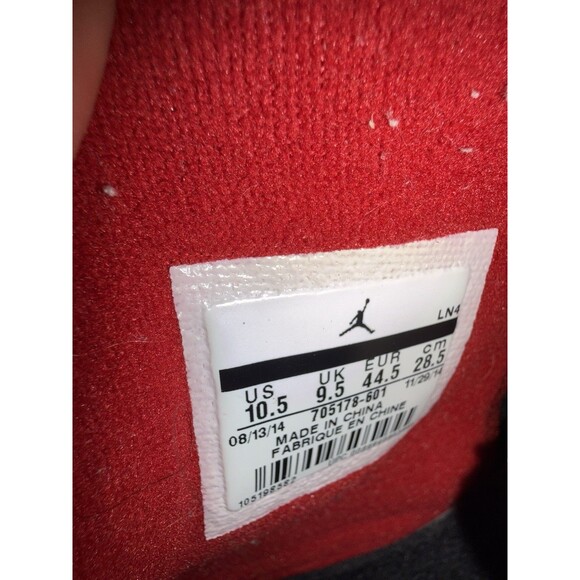 LN4
US UK EUR cm
10.5 9.5 44.5 28.5
705178-601
08/13/14 11/29/14
MADE IN CHINA
FABRIQUE EN CHINE
105198582